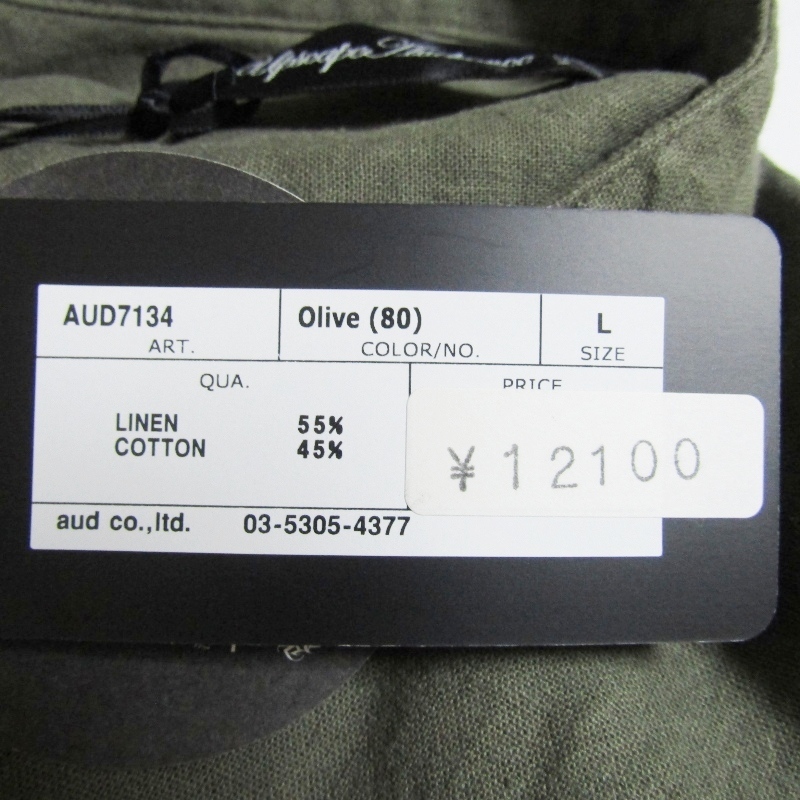 AUD7134
ART.
Olive (80)
COLOR/NO.
L
SIZE
QUA.
PRICE
LINEN 55%
COTTON 45%
¥12100
aud co.,ltd. 03-5305-4377